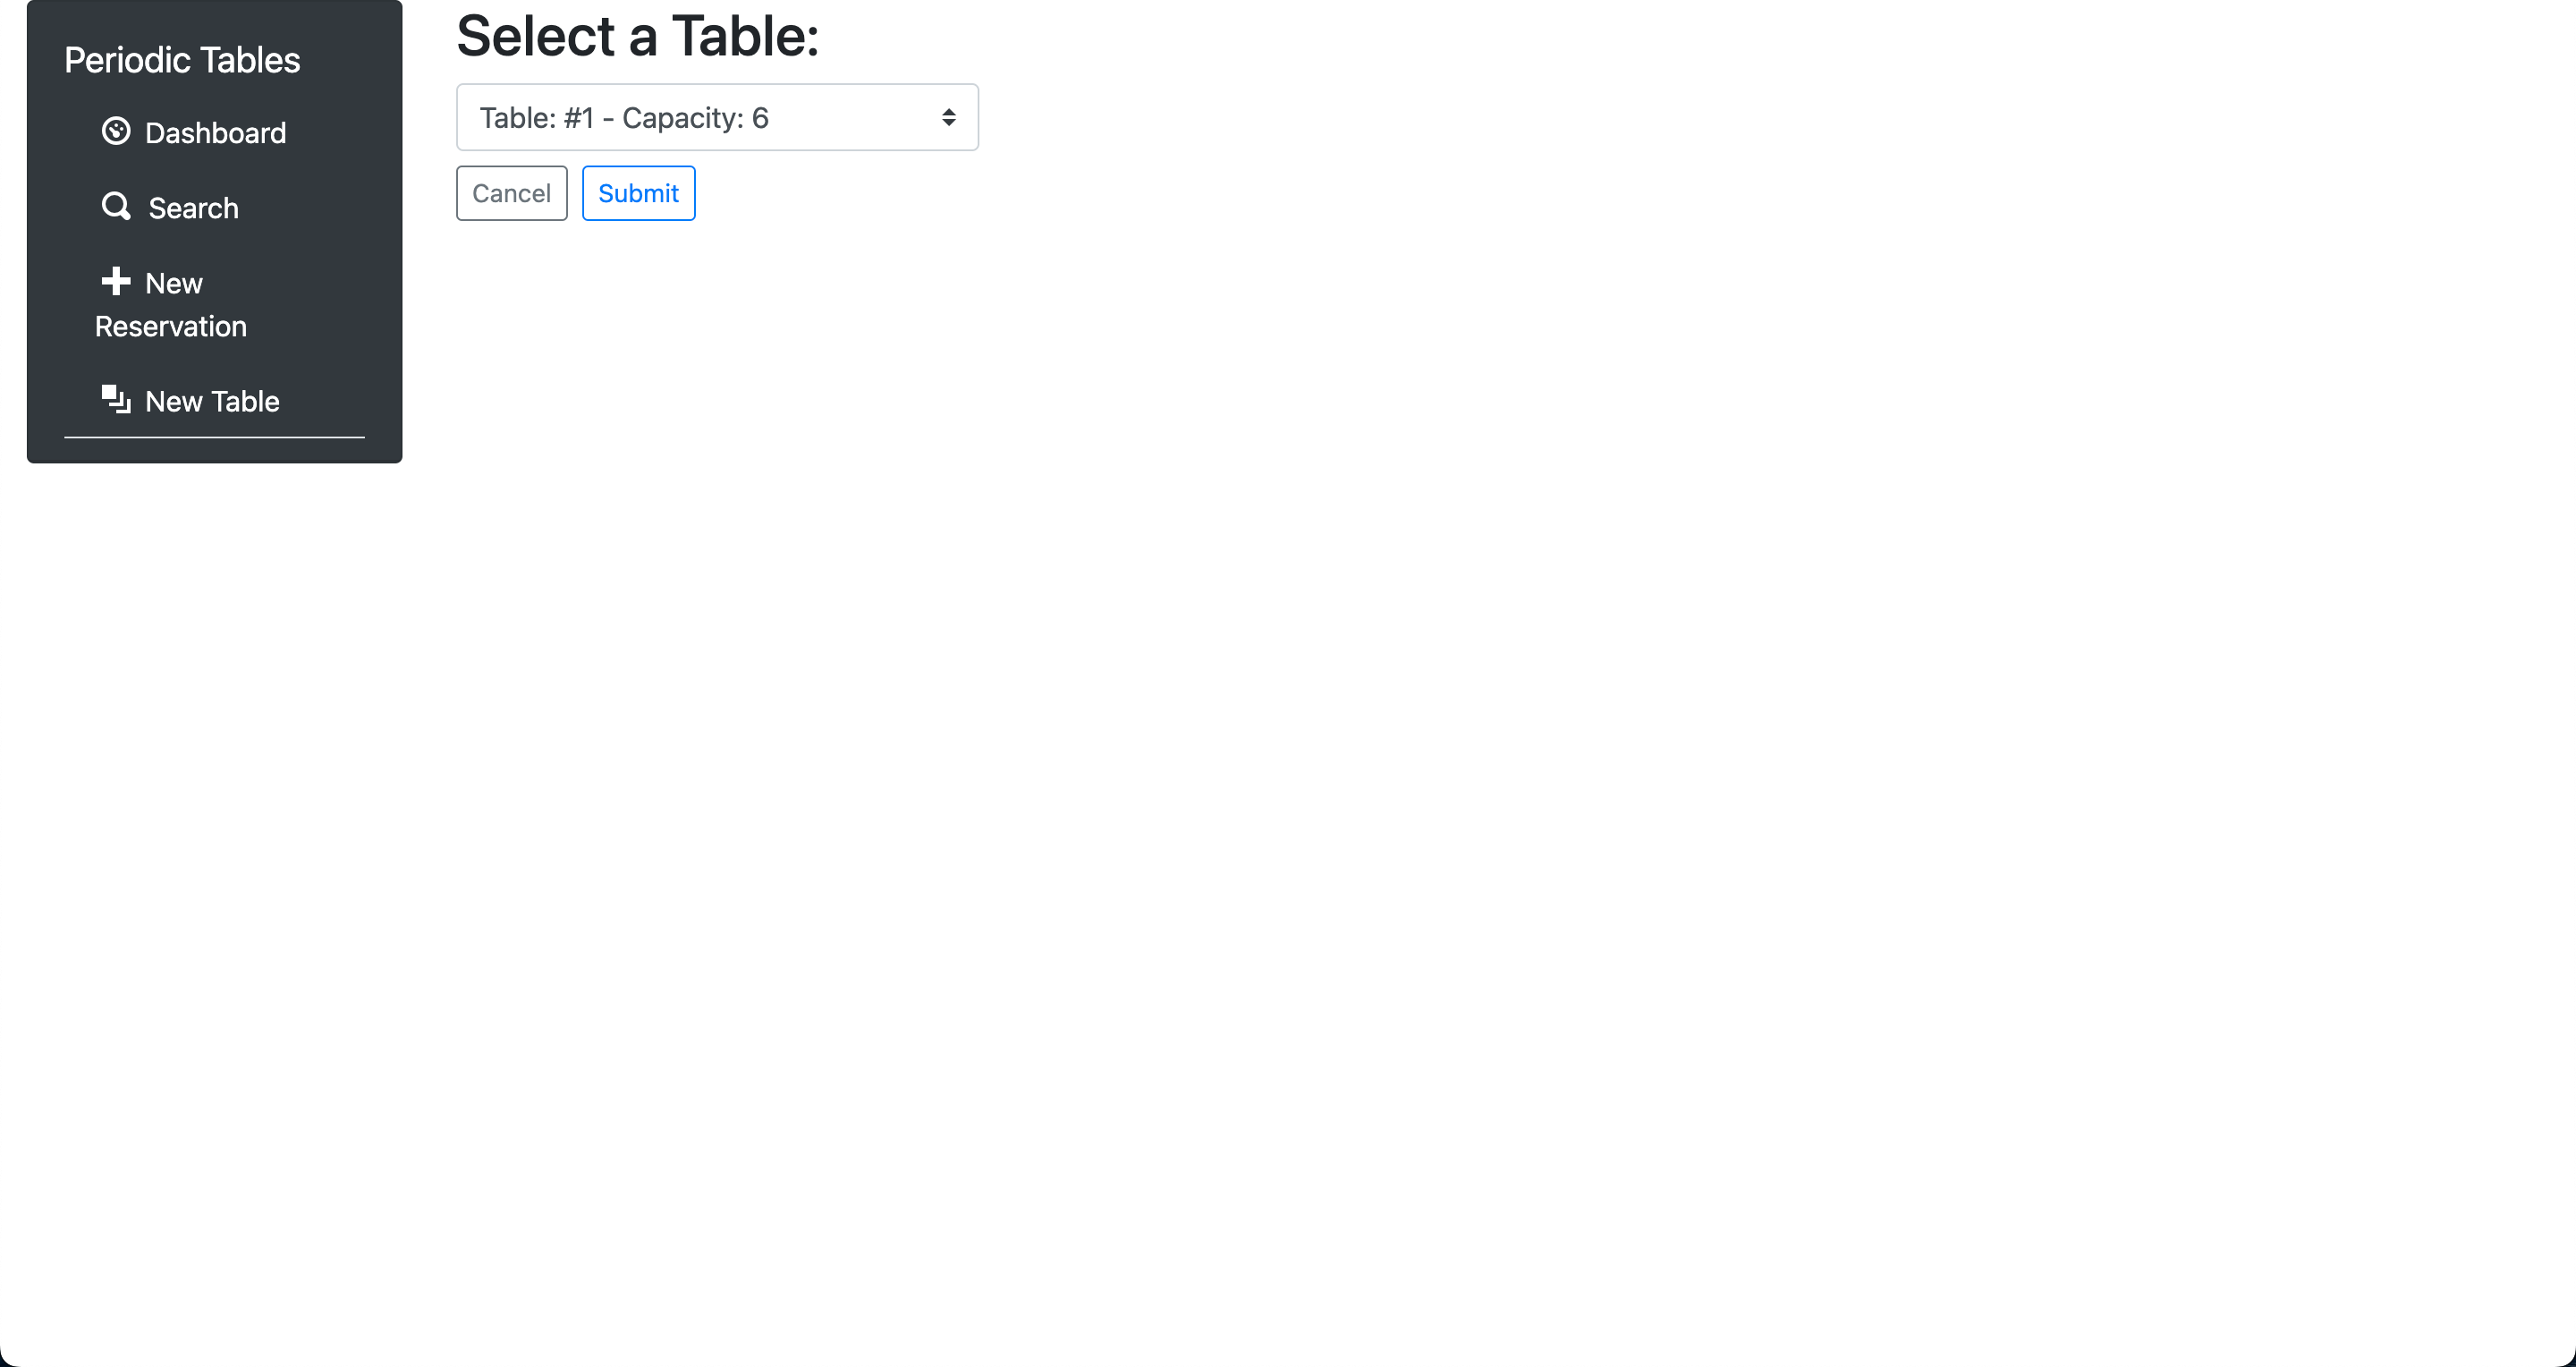 Periodic Tables
Dashboard
Search
New
Reservation
New Table
Select a Table:
Table: #1 - Capacity: 6
Cancel
Submit